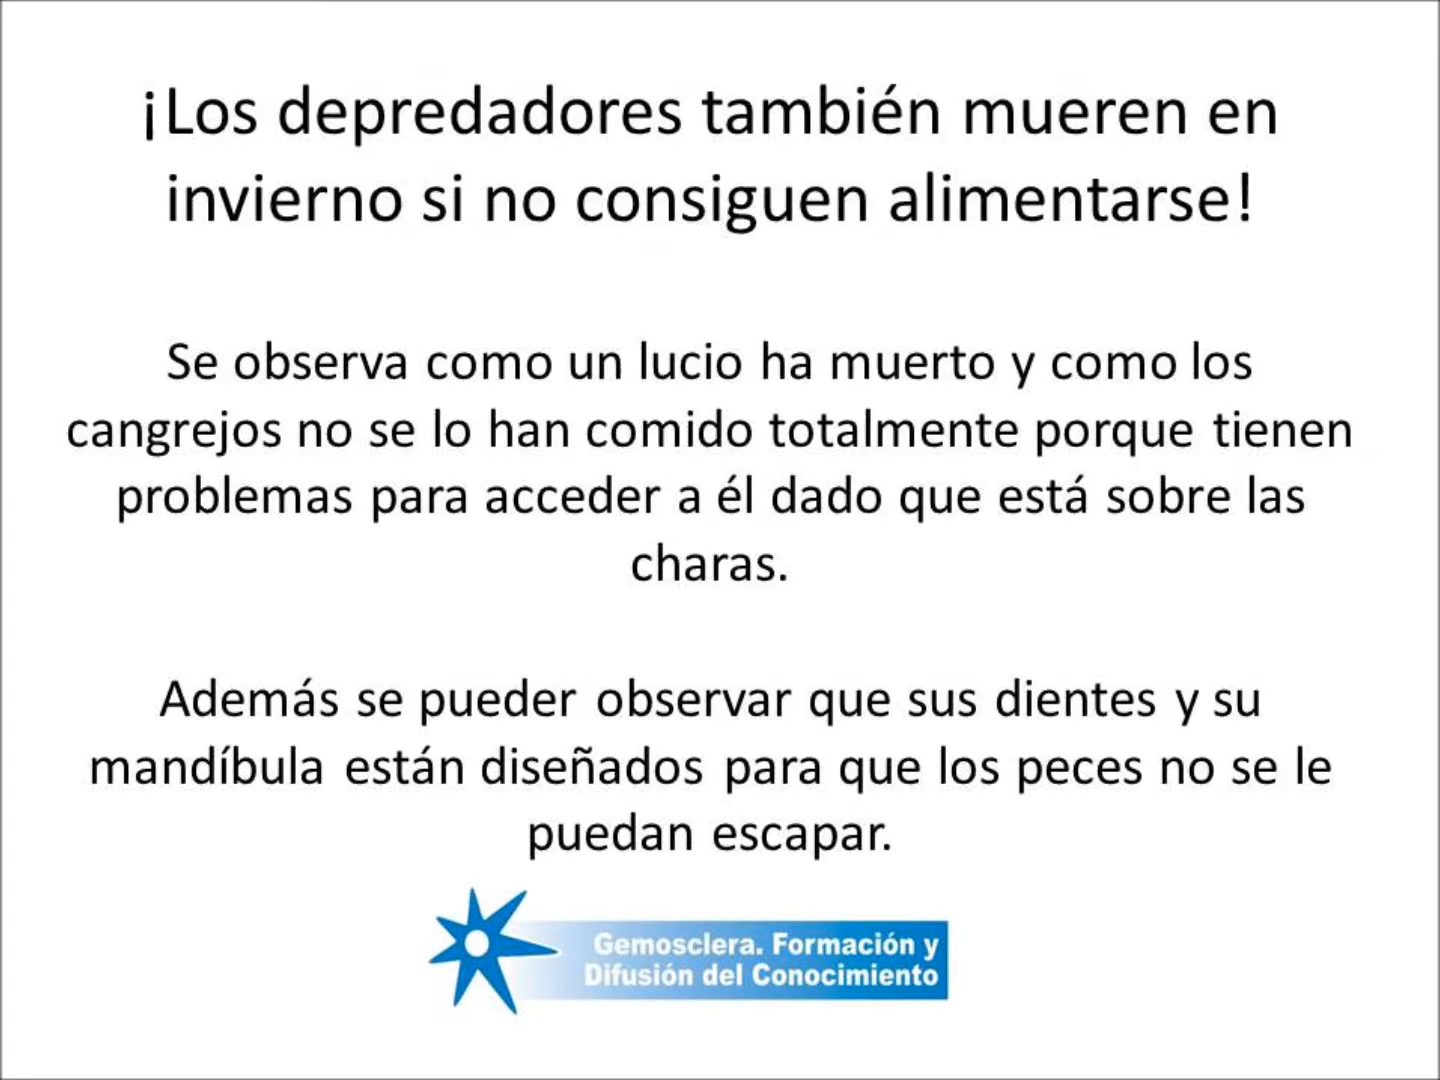 ¡Los depredadores también mueren en
invierno si no consiguen alimentarse!
Se observa como un lucio ha muerto y como los
cangrejos no se lo han comido totalmente porque tienen
problemas para acceder a él dado que está sobre las
charas.
Además se pueder observar que sus dientes y su
mandíbula están diseñados para que los peces no se le
puedan escapar.
Gemosclera. Formación y
Difusión del Conocimiento